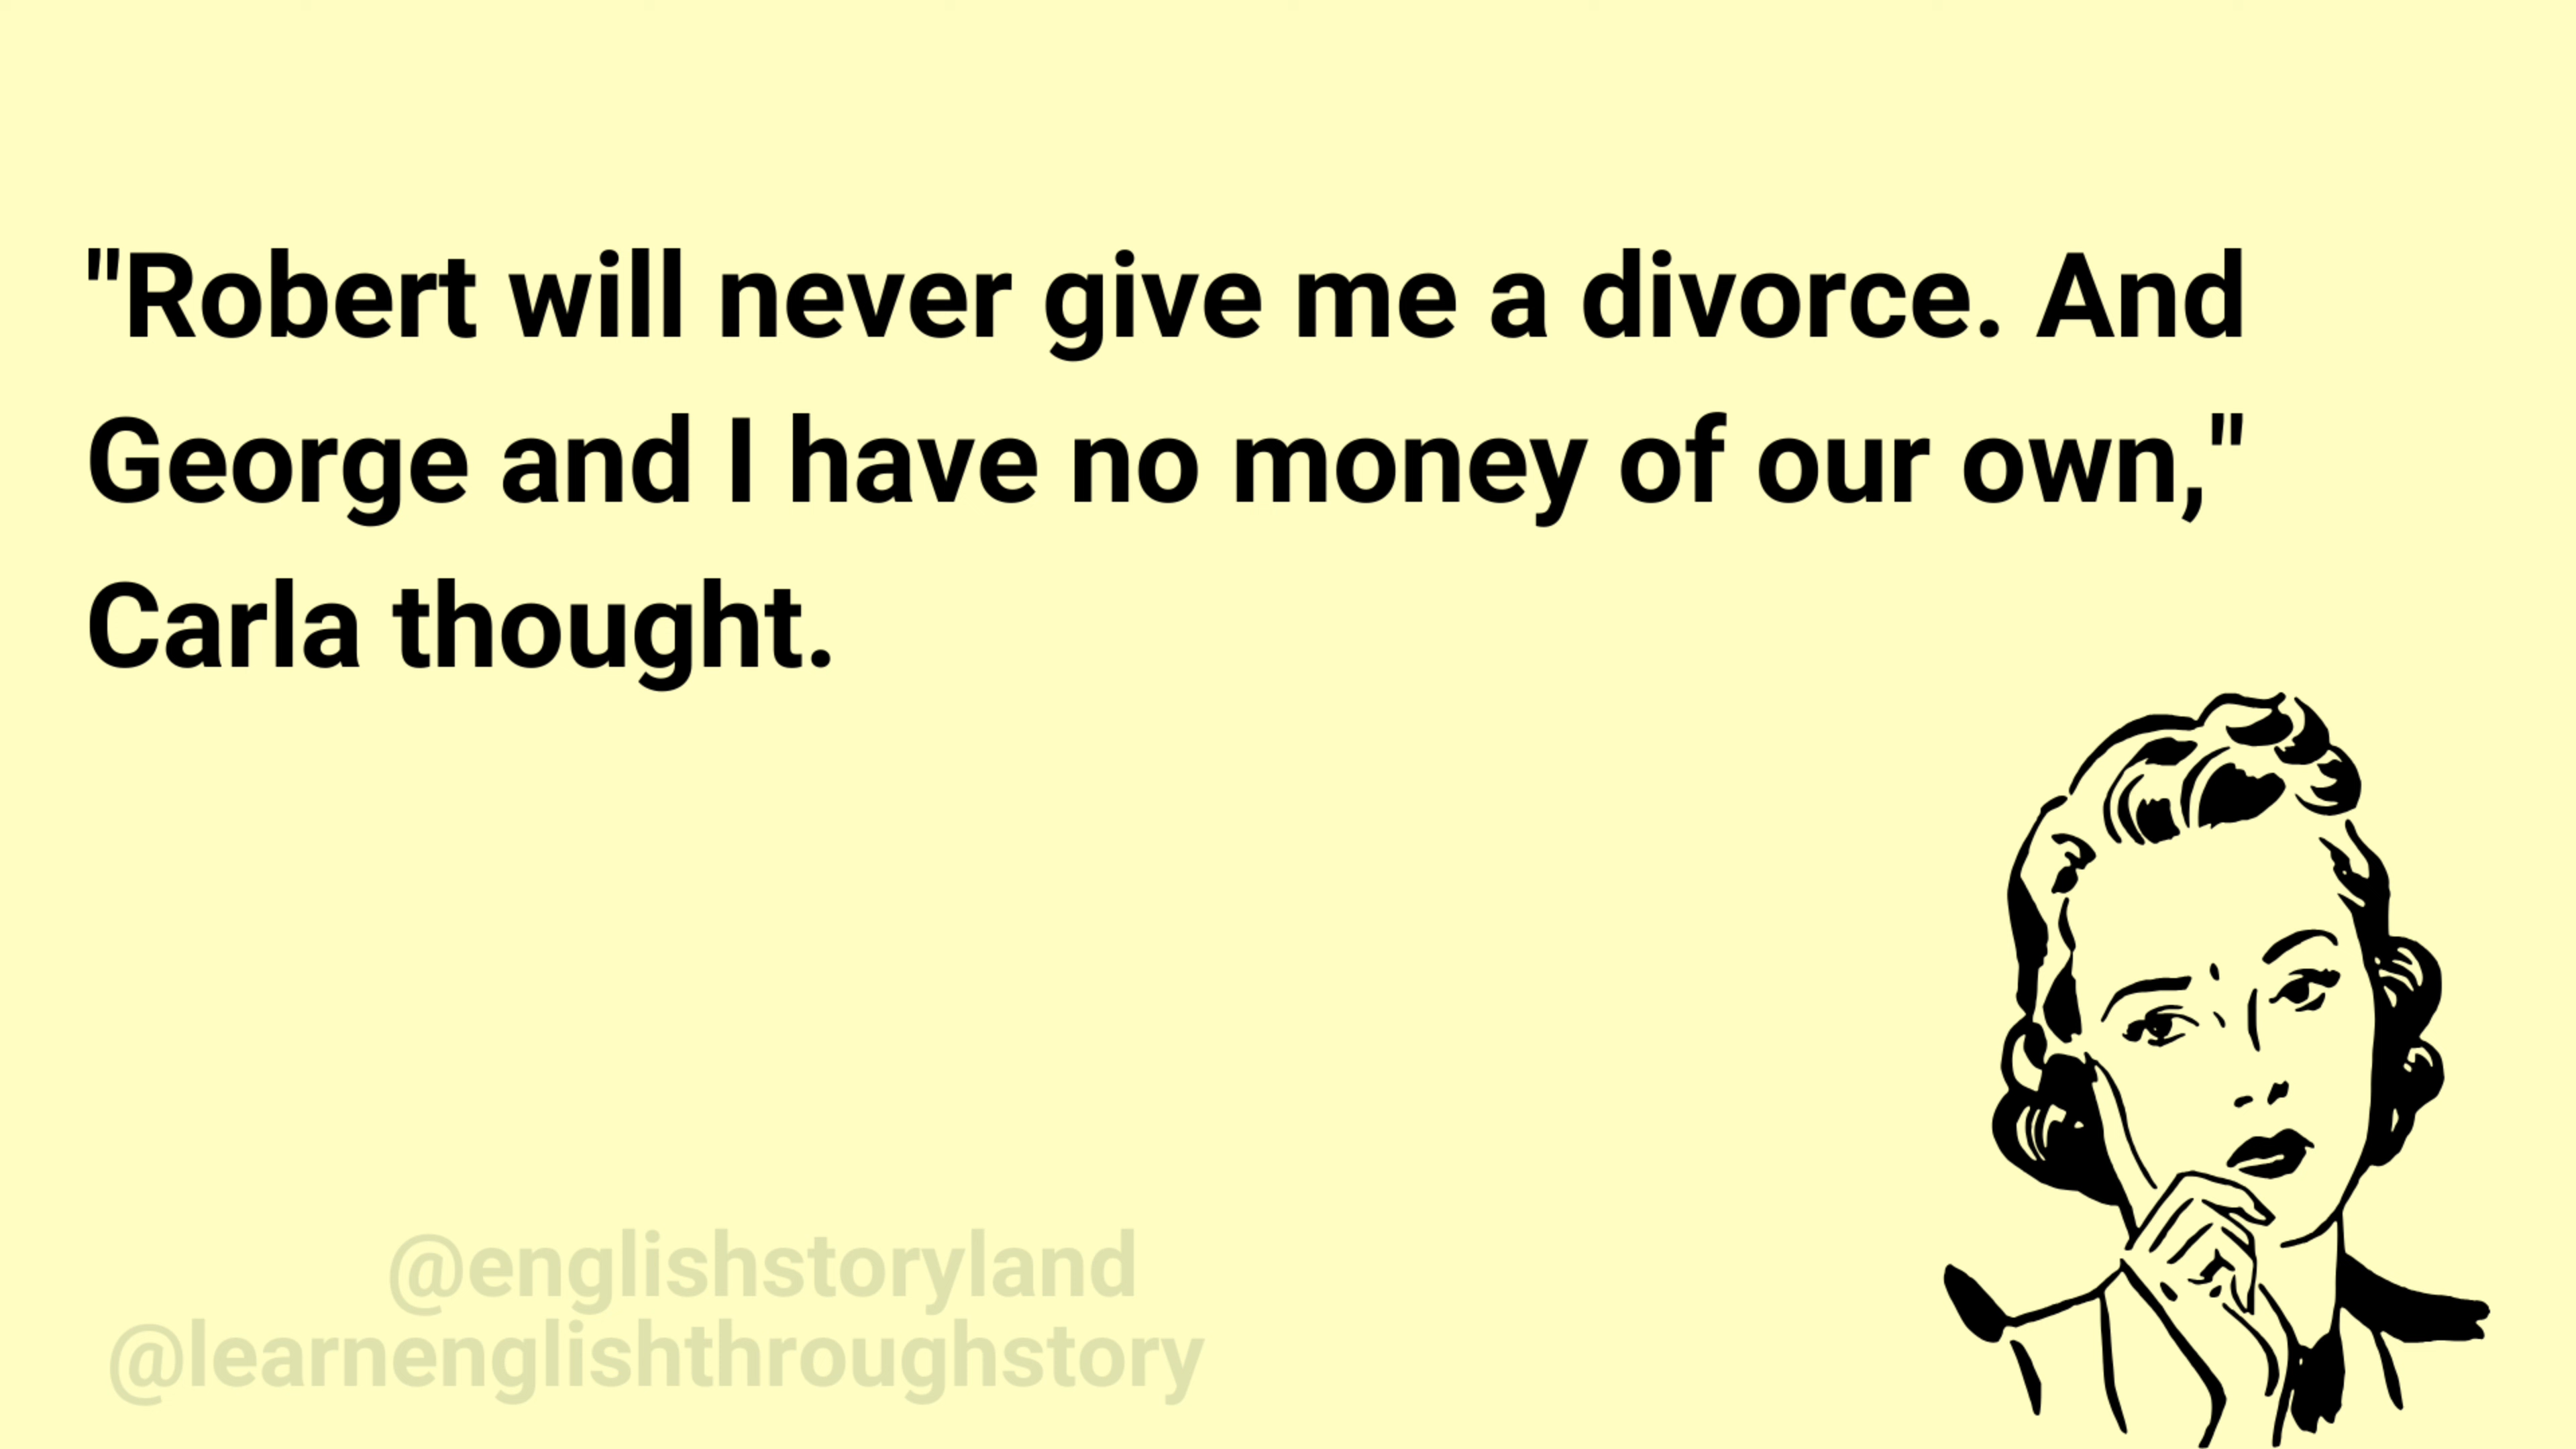 "Robert will never give me a divorce. And
George and I have no money of our own,"
Carla thought.
@englishstoryland
@learnenglishthroughstory